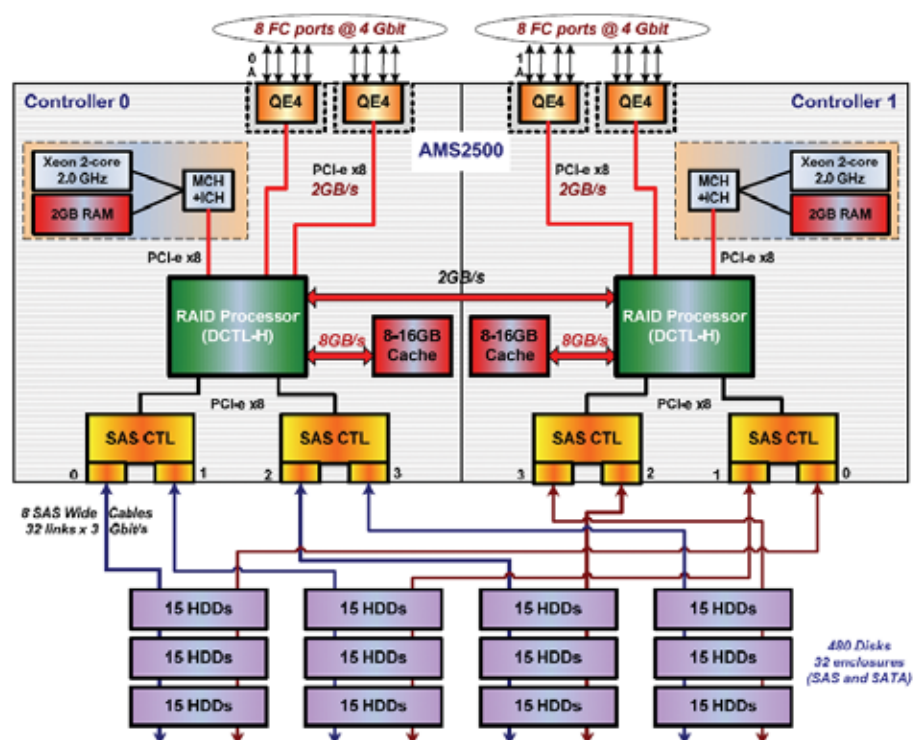 8 FC ports @ 4 Gbit
8 FC ports @ 4 Gbit
0
A
1
A
Controller 0
QE4
QE4
QE4
QE4
Controller 1
AMS2500
Xeon 2-core
2.0 GHz
2GB RAM
MCH
+ICH
PCI-e x8
2GB/s
PCI-e x8
2GB/s
MCH
+ICH
Xeon 2-core
2.0 GHz
2GB RAM
PCI-e x8
PCI-e x8
2GB/s
RAID Processor
(DCTL-H)
8GB/s
8-16GB
Cache
8-16GB
Cache
8GB/s
RAID Processor
(DCTL-H)
PCI-e x8
PCI-e x8
SAS CTL
SAS CTL
SAS CTL
SAS CTL
0
1
2
3
3
2
1
0
8 SAS Wide Cables
32 links x 3 Gbit/s
15 HDDs
15 HDDs
15 HDDs
15 HDDs
15 HDDs
15 HDDs
15 HDDs
15 HDDs
15 HDDs
15 HDDs
15 HDDs
15 HDDs
480 Disks
32 enclosures
(SAS and SATA)